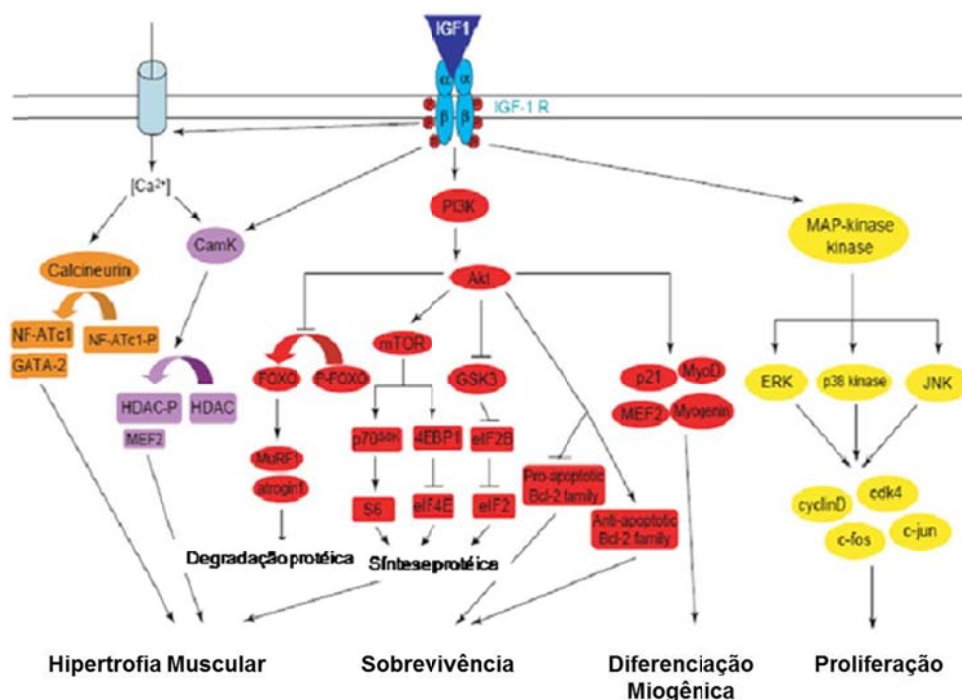 IGF1
α α
IGF-1 R
β β
[Ca²⁺]
PI3K
CamK
MAP-kinase
kinase
Calcineurin
Akt
NF-ATc1
NF-ATc1-P
mTOR
GATA-2
FOXO
P-FOXO
GSK3
p21
MyoD
ERK
p38 kinase
JNK
HDAC-P
HDAC
MEF2
Myogenin
MEF2
p70
4EBP1
eIF2B
MuRF1
Pro-apoptotic
Bcl-2 family
atrogin1
S6
eIF4E
eIF2
cyclinD
cdk4
Anti-apoptotic
Bcl-2 family
c-fos
c-jun
Degradação protéica
Síntese protéica
Hipertrofia Muscular
Sobrevivência
Diferenciação
Miogênica
Proliferação